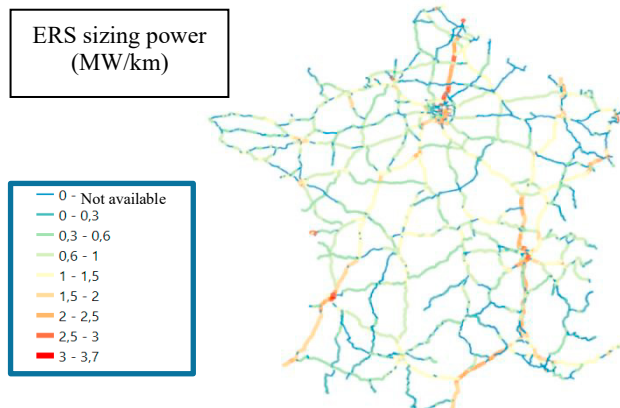 ERS sizing power
(MW/km)
0 - Not available
0 - 0,3
0,3 - 0,6
0,6 - 1
1 - 1,5
1,5 - 2
2 - 2,5
2,5 - 3
3 - 3,7